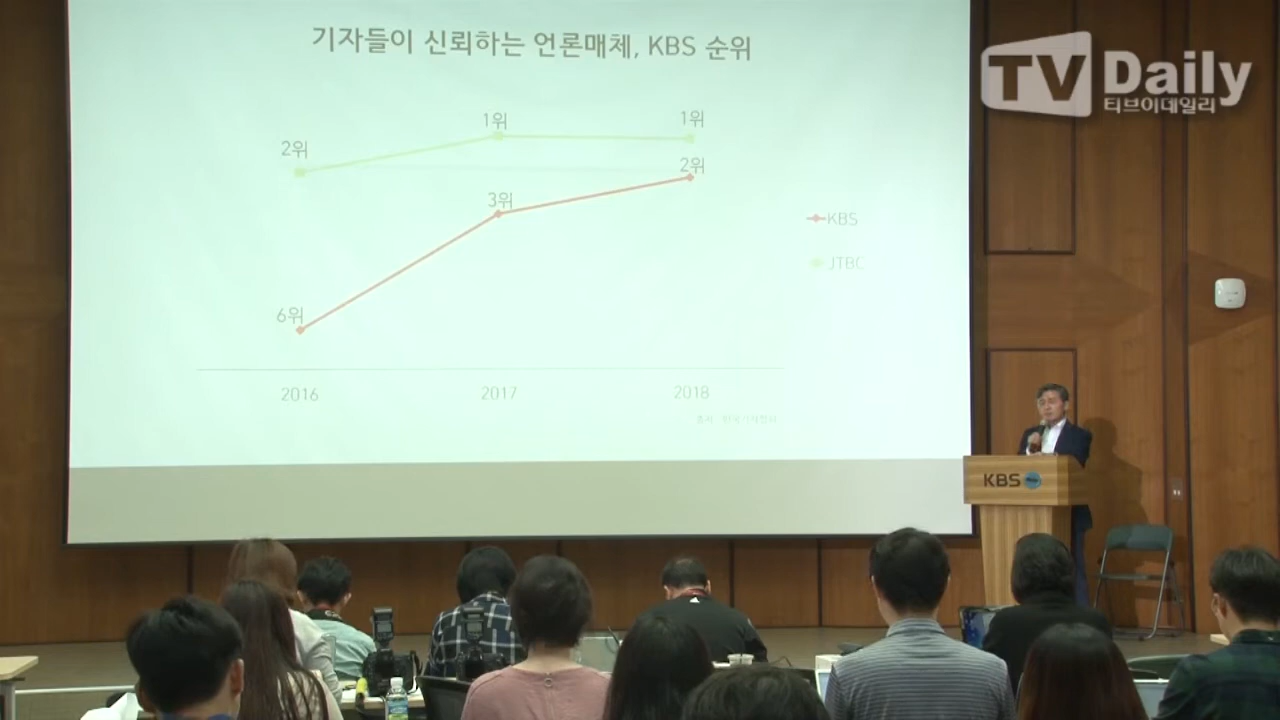 기자들이 신뢰하는 언론매체, KBS 순위
TV Daily
티브이데일리
2위
1위
1위
6위
3위
2위
KBS
JTBC
2016
2017
2018
KBS